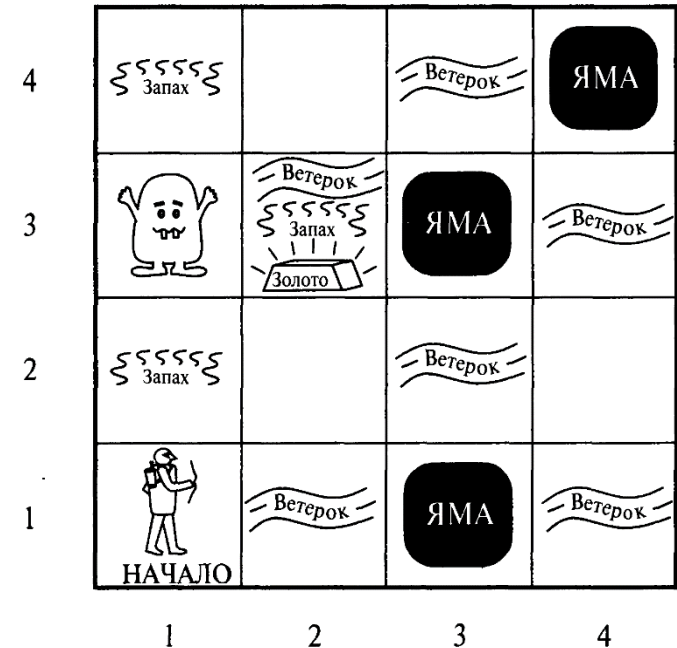 4
Запах
Ветерок
ЯМА
3
Ветерок
Запах
Золото
ЯМА
Ветерок
2
Запах
Ветерок
1
НАЧАЛО
Ветерок
ЯМА
Ветерок
1 2 3 4